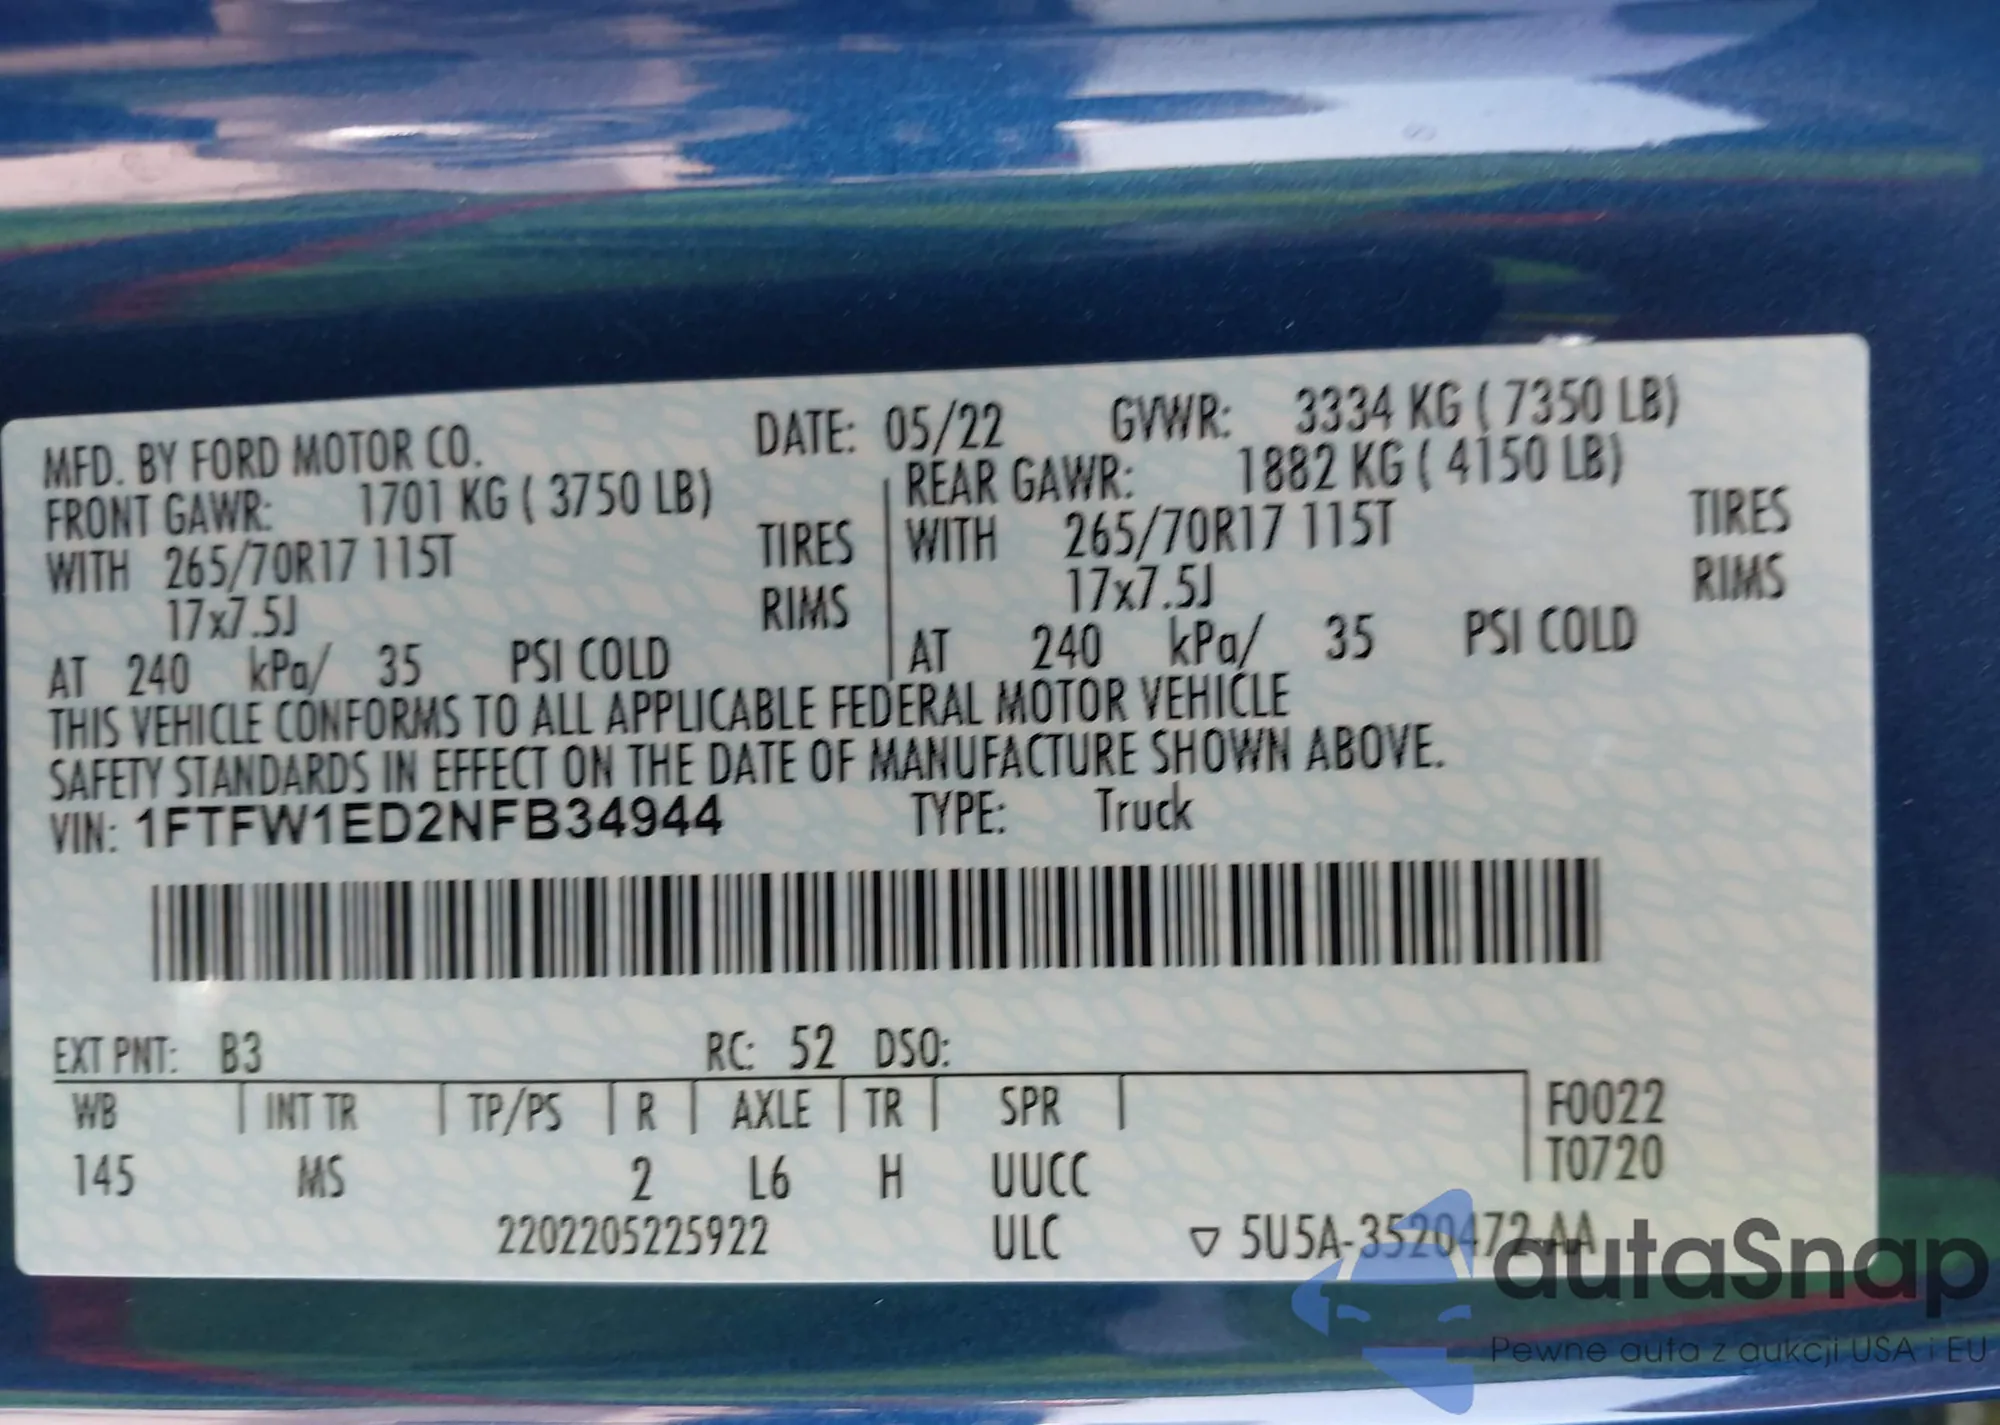 MFD. BY FORD MOTOR CO. DATE: 05/22 GVWR: 3334 KG ( 7350 LB)
FRONT GAWR: 1701 KG ( 3750 LB) REAR GAWR: 1882 KG ( 4150 LB)
WITH 265/70R17 115T TIRES WITH 265/70R17 115T TIRES
17x7.5J RIMS 17x7.5J RIMS
AT 240 kPa/ 35 PSI COLD AT 240 kPa/ 35 PSI COLD
THIS VEHICLE CONFORMS TO ALL APPLICABLE FEDERAL MOTOR VEHICLE
SAFETY STANDARDS IN EFFECT ON THE DATE OF MANUFACTURE SHOWN ABOVE.
VIN: 1FTFW1ED2NFB34944 TYPE: Truck
EXT PNT: B3 RC: 52 DSO:
WB INT TR TP/PS R AXLE TR SPR F0022
T0720
145 MS 2 L6 H UUCC
2202205225922 ULC ▽ 5U5A-3520472-AA
autaSnap
Pewne auta z aukcji USA i EU